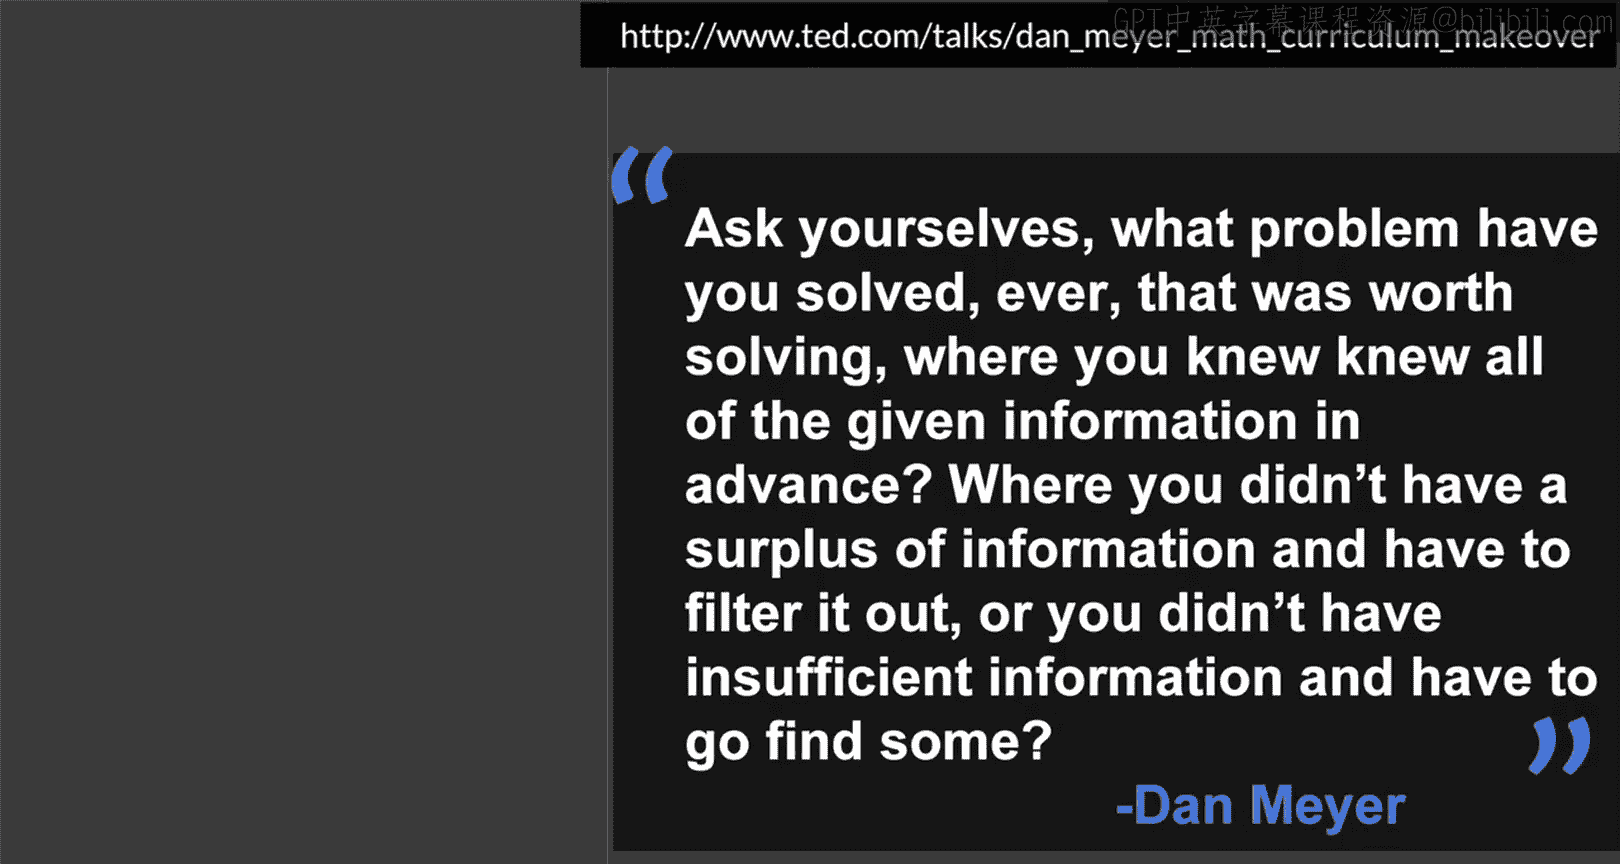 GPT中英字幕课程资源@bilibili.com
http://www.ted.com/talks/dan_meyer_math_curriculum_makeover
“
Ask yourselves, what problem have
you solved, ever, that was worth
solving, where you knew knew all
of the given information in
advance? Where you didn’t have a
surplus of information and have to
filter it out, or you didn’t have
insufficient information and have to
go find some?
”
-Dan Meyer